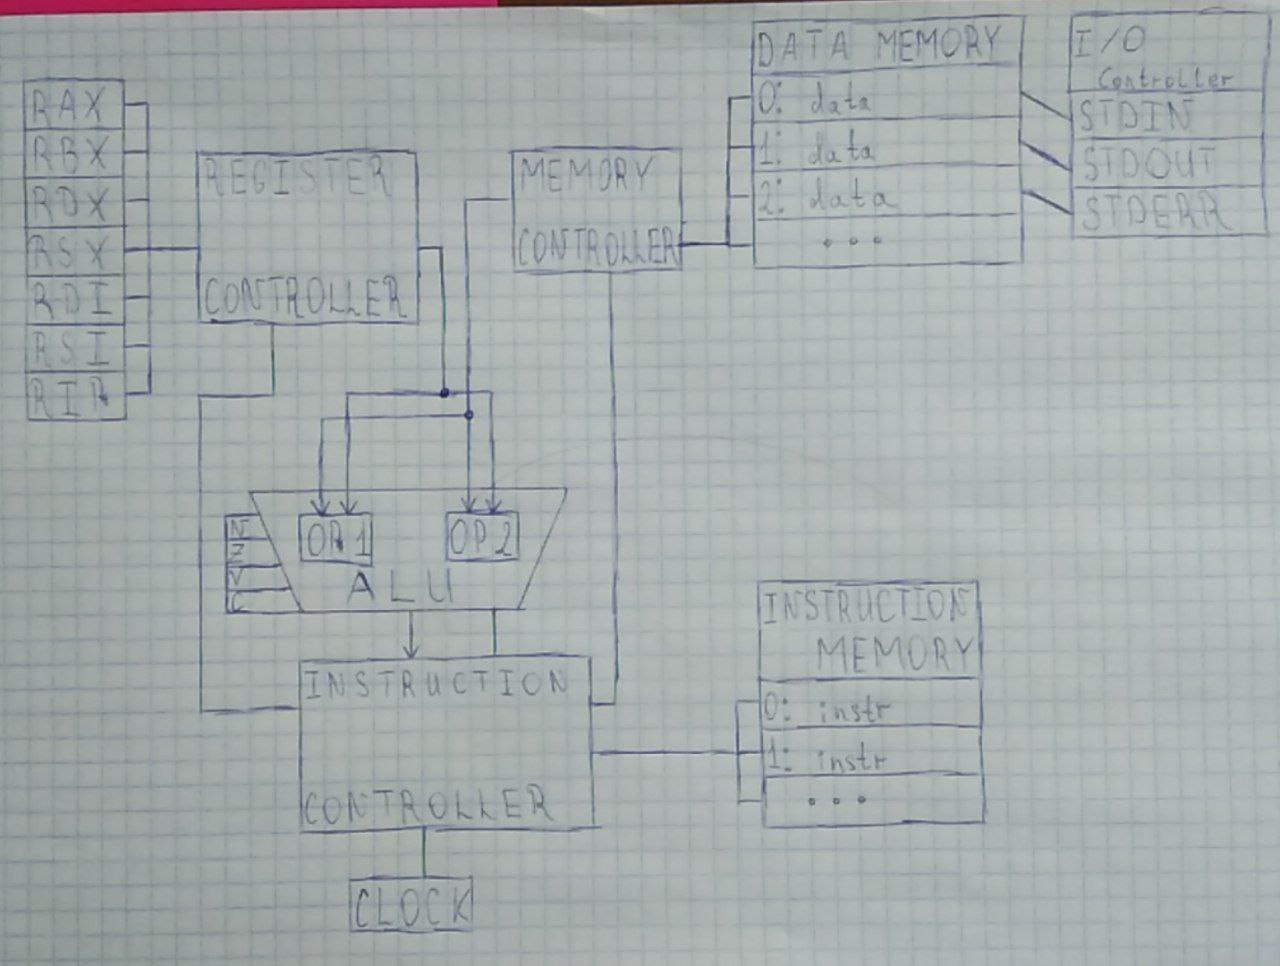 RAX
RBX
RDX
RSX
RDI
RSI
RIR
REGISTER
CONTROLLER
MEMORY
CONTROLLER
DATA MEMORY
0: data
1: data
2: data
...
I/O
Controller
STDIN
STDOUT
STDERR
N
Z
V
C
OP 1
OP 2
ALU
INSTRUCTION
CONTROLLER
CLOCK
INSTRUCTION
MEMORY
0: instr
1: instr
...